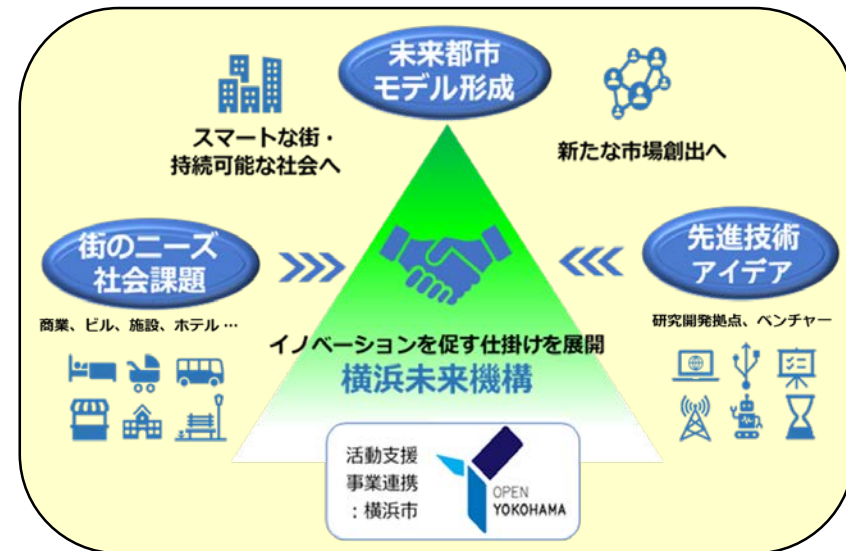 未来都市
モデル形成
スマートな街・
持続可能な社会へ
新たな市場創出へ
街のニーズ
社会課題
先進技術
アイデア
商業、ビル、施設、ホテル…
研究開発拠点、ベンチャー
イノベーションを促す仕掛けを展開
横浜未来機構
活動支援
事業連携
：横浜市
OPEN
YOKOHAMA